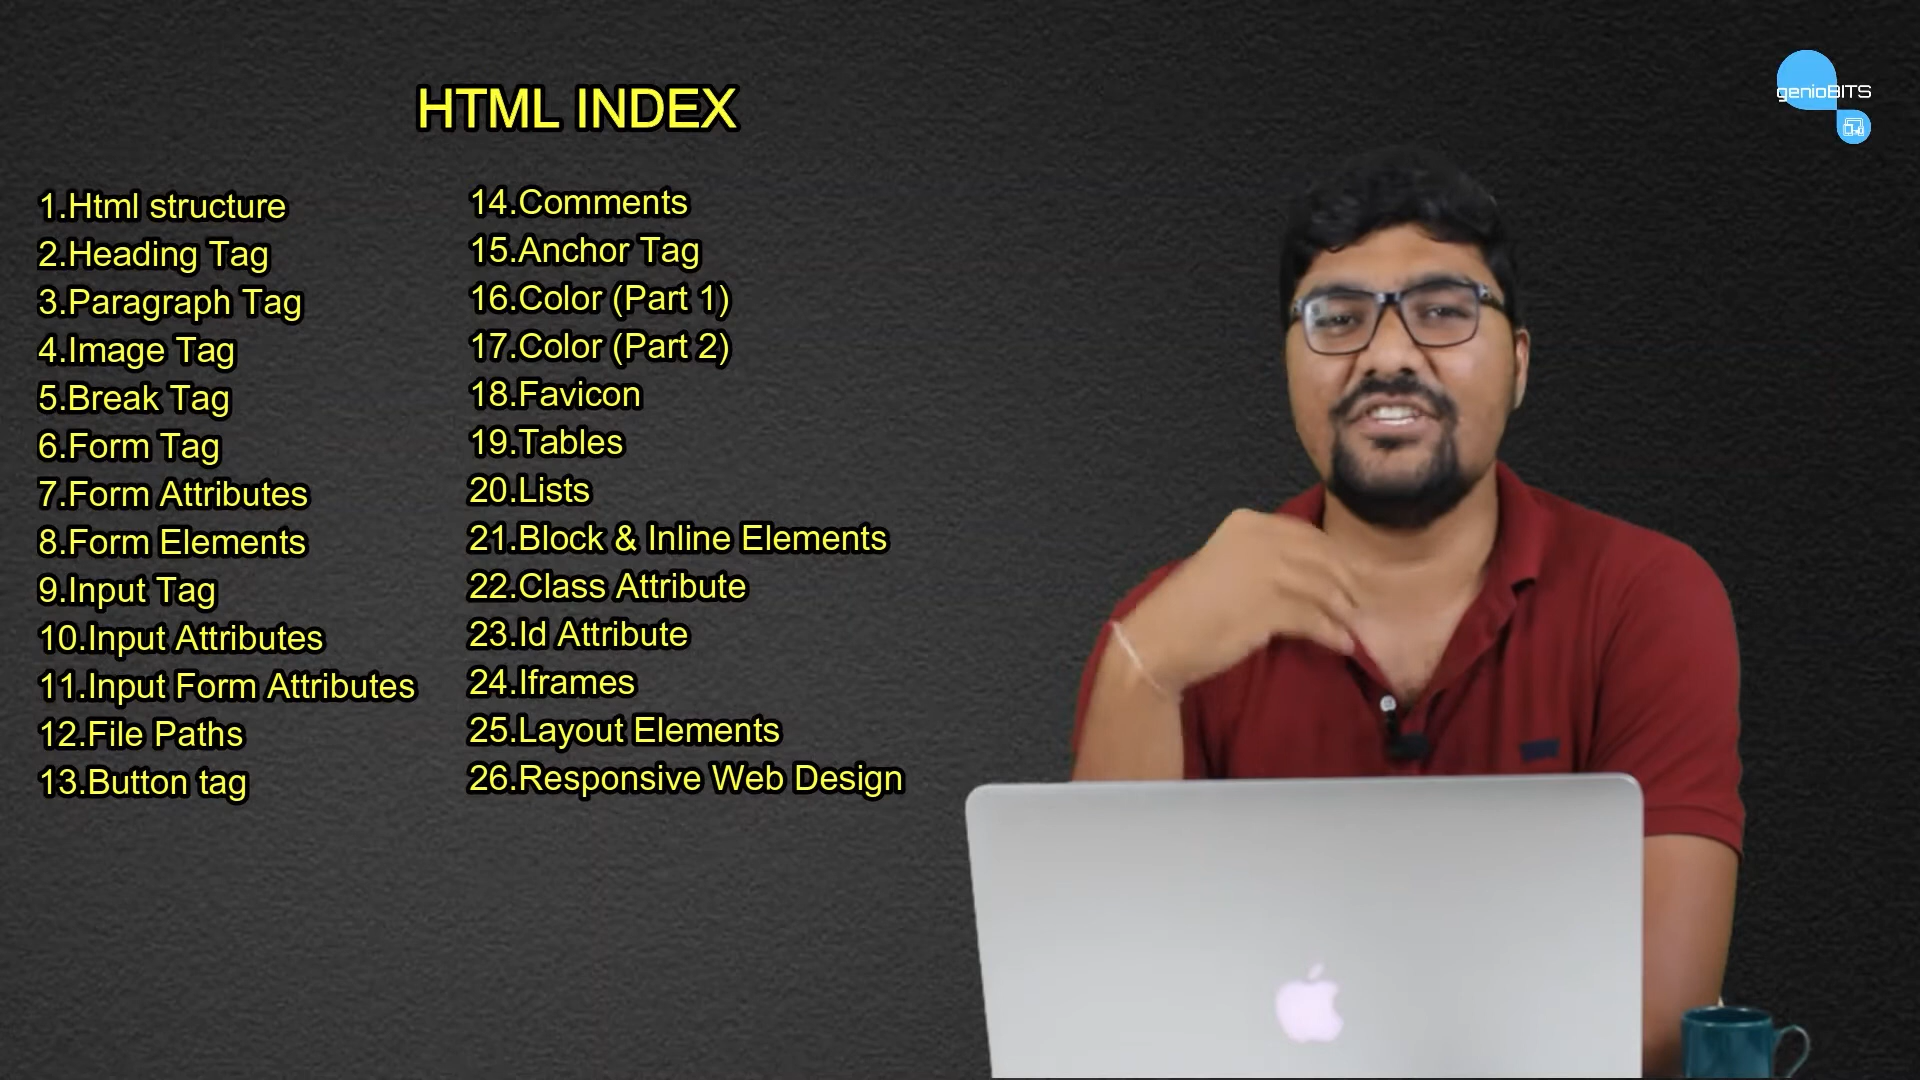 HTML INDEX
1.Html structure
2.Heading Tag
3.Paragraph Tag
4.Image Tag
5.Break Tag
6.Form Tag
7.Form Attributes
8.Form Elements
9.Input Tag
10.Input Attributes
11.Input Form Attributes
12.File Paths
13.Button tag
14.Comments
15.Anchor Tag
16.Color (Part 1)
17.Color (Part 2)
18.Favicon
19.Tables
20.Lists
21.Block & Inline Elements
22.Class Attribute
23.Id Attribute
24.Iframes
25.Layout Elements
26.Responsive Web Design
genioBITS